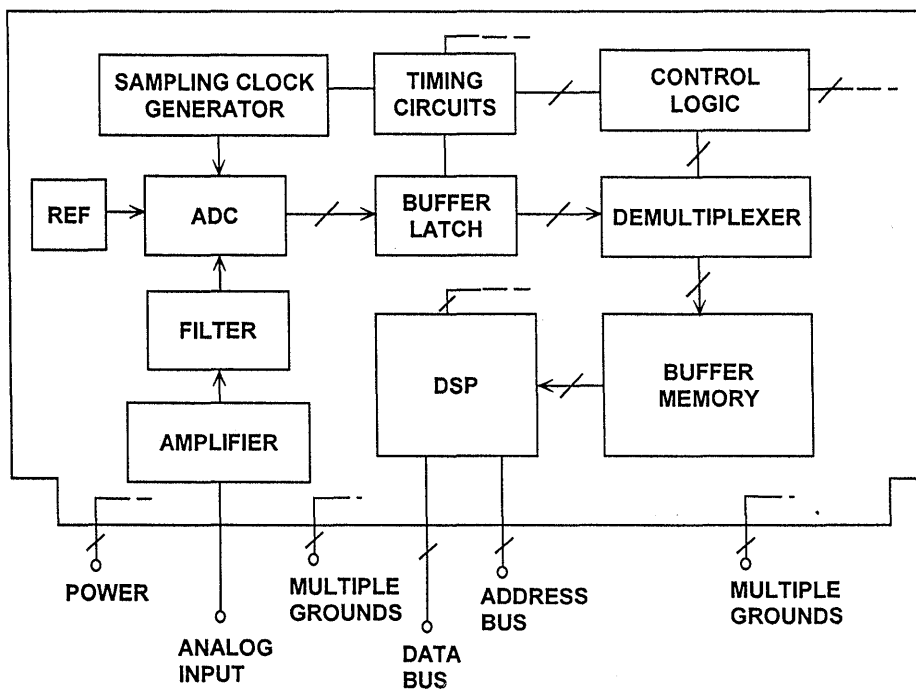 SAMPLING CLOCK
GENERATOR
TIMING
CIRCUITS
CONTROL
LOGIC
REF
ADC
BUFFER
LATCH
DEMULTIPLEXER
FILTER
DSP
BUFFER
MEMORY
AMPLIFIER
POWER
ANALOG
INPUT
MULTIPLE
GROUNDS
DATA
BUS
ADDRESS
BUS
MULTIPLE
GROUNDS